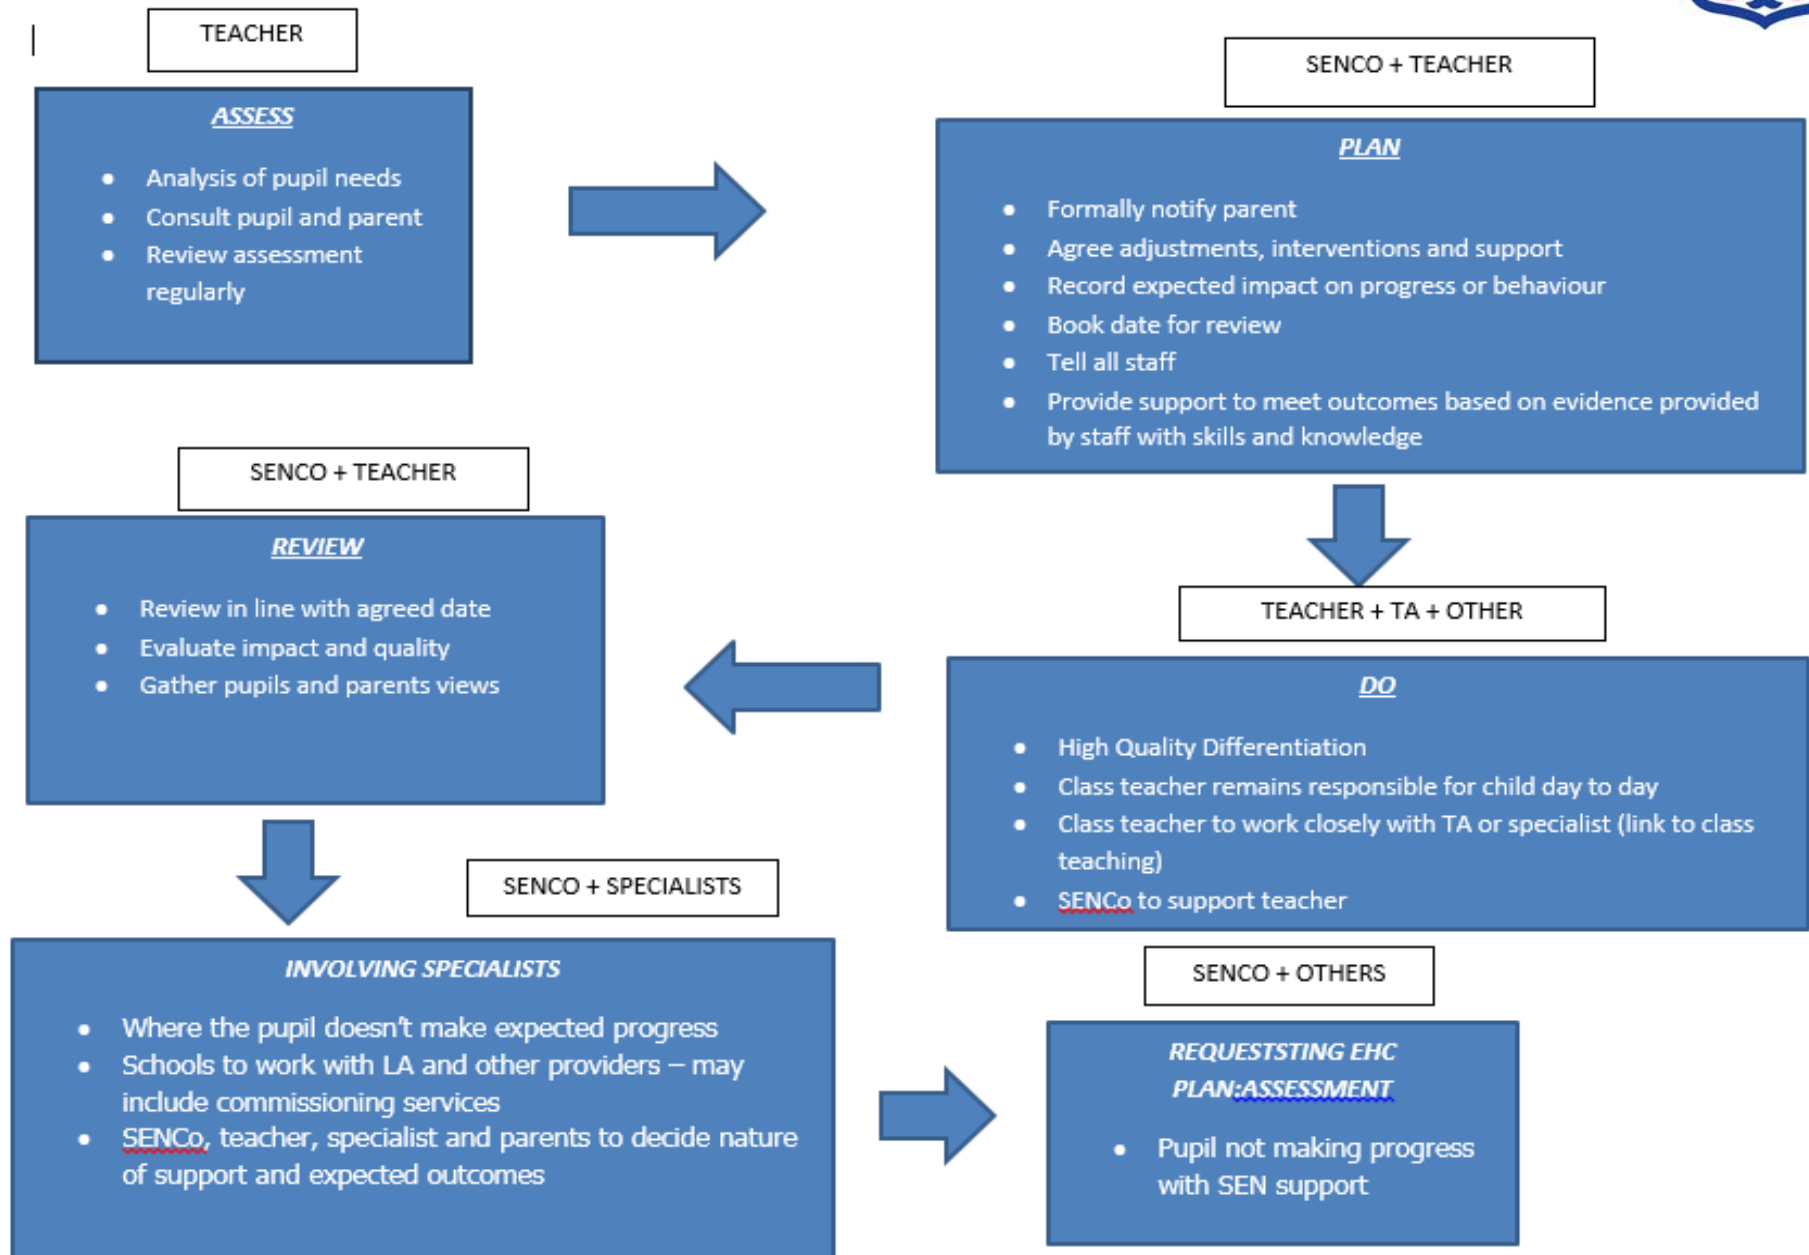 TEACHER
ASSESS
• Analysis of pupil needs
• Consult pupil and parent
• Review assessment
regularly
SENCO + TEACHER
PLAN
• Formally notify parent
• Agree adjustments, interventions and support
• Record expected impact on progress or behaviour
• Book date for review
• Tell all staff
• Provide support to meet outcomes based on evidence provided
by staff with skills and knowledge
TEACHER + TA + OTHER
DO
• High Quality Differentiation
• Class teacher remains responsible for child day to day
• Class teacher to work closely with TA or specialist (link to class
teaching)
• SENCo to support teacher
SENCO + TEACHER
REVIEW
• Review in line with agreed date
• Evaluate impact and quality
• Gather pupils and parents views
SENCO + SPECIALISTS
INVOLVING SPECIALISTS
• Where the pupil doesn't make expected progress
• Schools to work with LA and other providers – may
include commissioning services
• SENCo, teacher, specialist and parents to decide nature
of support and expected outcomes
SENCO + OTHERS
REQUESTSTING EHC
PLAN:ASSESSMENT
• Pupil not making progress
with SEN support